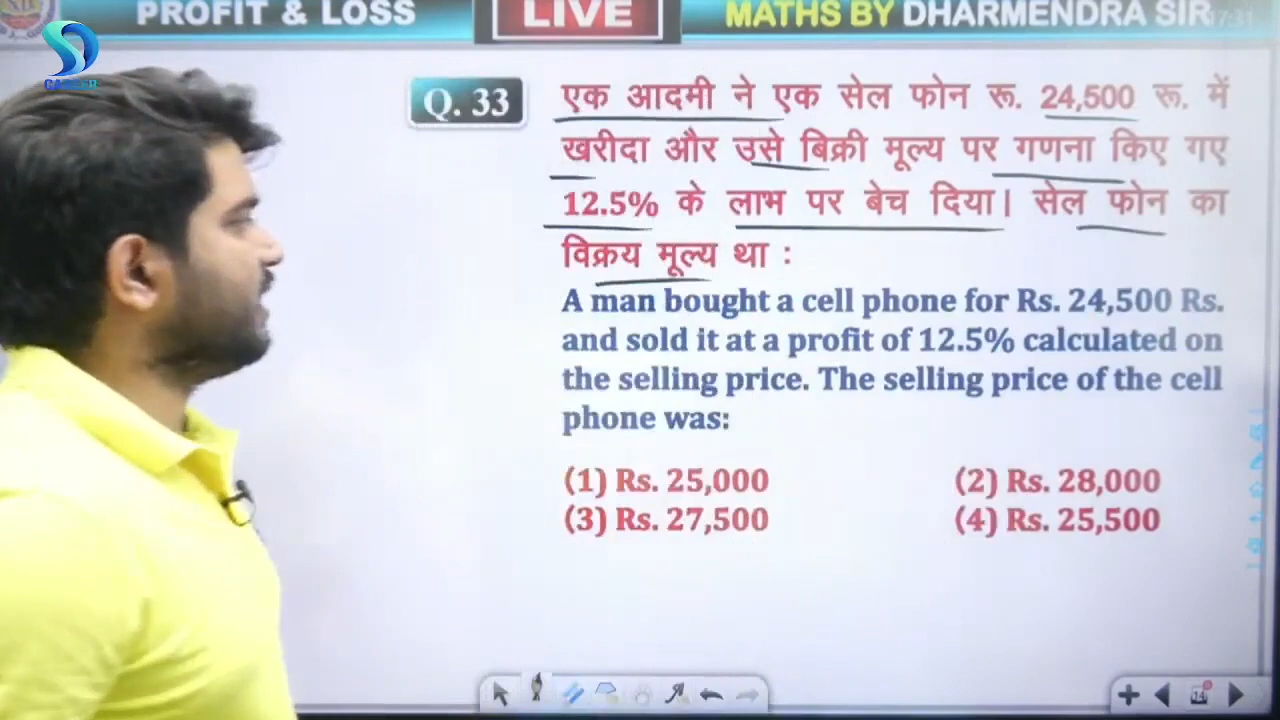 PROFIT & LOSS
LIVE
MATHS BY DHARMENDRA SIR
17:31
CAREER
Q. 33
एक आदमी ने एक सेल फोन रू. 24,500 रू. में
खरीदा और उसे बिक्री मूल्य पर गणना किए गए
12.5% के लाभ पर बेच दिया। सेल फोन का
विक्रय मूल्य था :
A man bought a cell phone for Rs. 24,500 Rs.
and sold it at a profit of 12.5% calculated on
the selling price. The selling price of the cell
phone was:
(1) Rs. 25,000 (2) Rs. 28,000
(3) Rs. 27,500 (4) Rs. 25,500